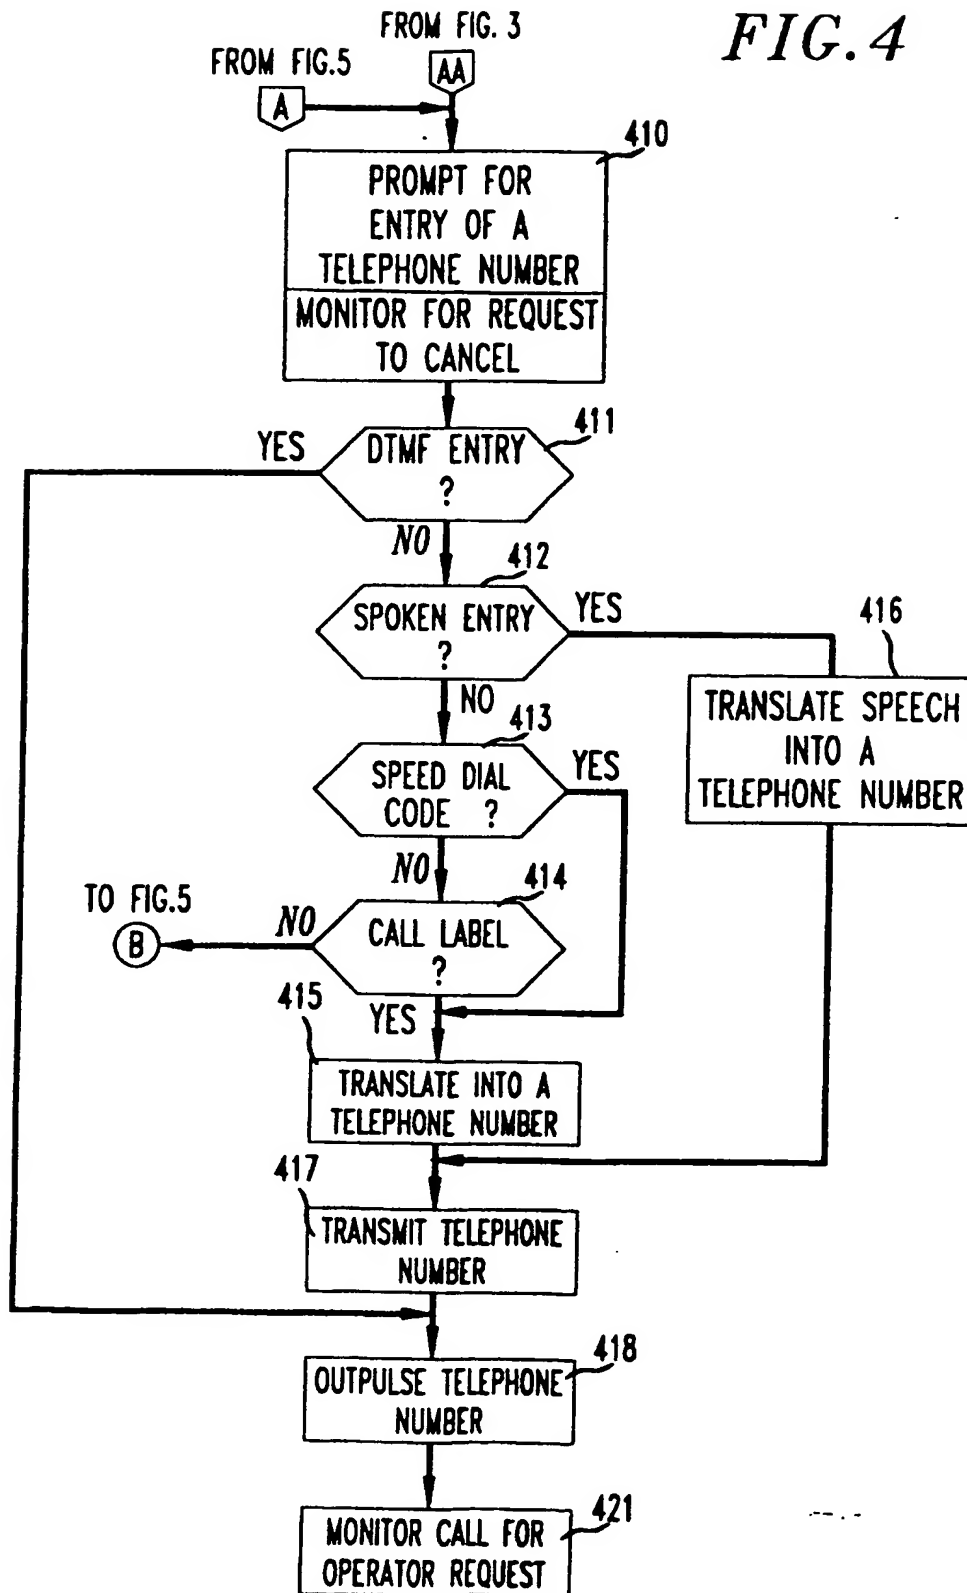 FIG. 4
FROM FIG. 3
AA
FROM FIG.5
A
410
PROMPT FOR
ENTRY OF A
TELEPHONE NUMBER
MONITOR FOR REQUEST
TO CANCEL
411
YES
DTMF ENTRY
?
NO
412
SPOKEN ENTRY
?
YES
416
TRANSLATE SPEECH
INTO A
TELEPHONE NUMBER
NO
413
SPEED DIAL
CODE ?
YES
NO
414
TO FIG.5
B
NO
CALL LABEL
?
415
YES
TRANSLATE INTO A
TELEPHONE NUMBER
417
TRANSMIT TELEPHONE
NUMBER
418
OUTPULSE TELEPHONE
NUMBER
421
MONITOR CALL FOR
OPERATOR REQUEST